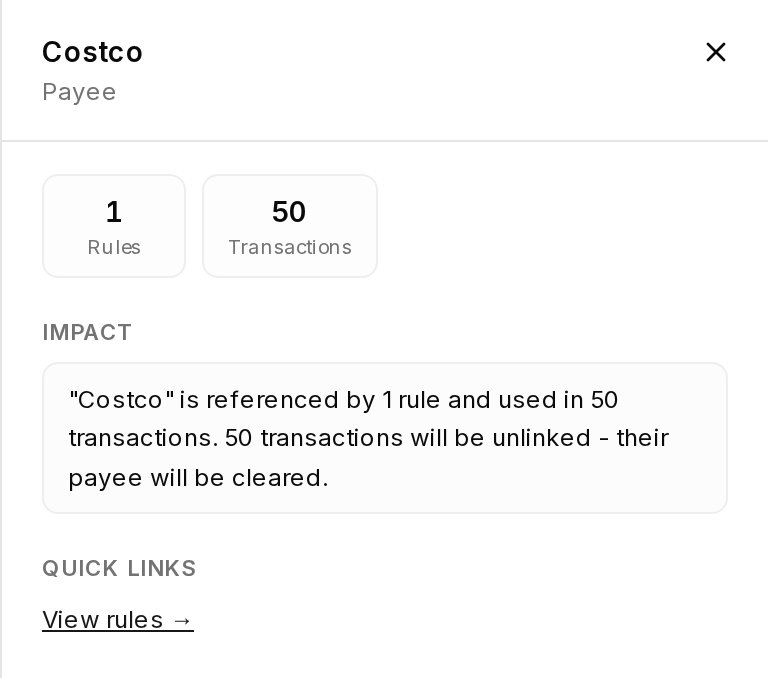 Costco
Payee
1
Rules
50
Transactions
IMPACT
"Costco" is referenced by 1 rule and used in 50
transactions. 50 transactions will be unlinked - their
payee will be cleared.
QUICK LINKS
View rules →